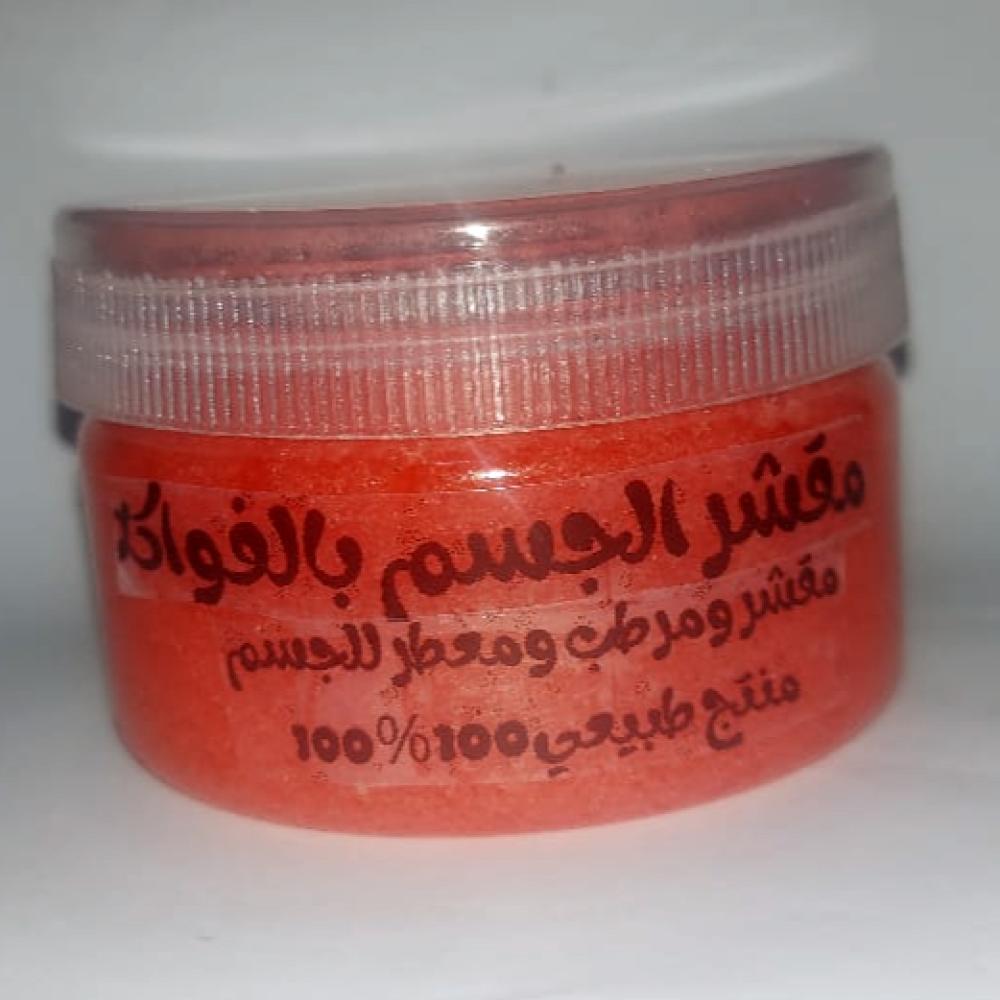 مقشر الجسم بالفواكه
مقشر ومرطب ومعطر للجسم
منتج طبيعي100%100